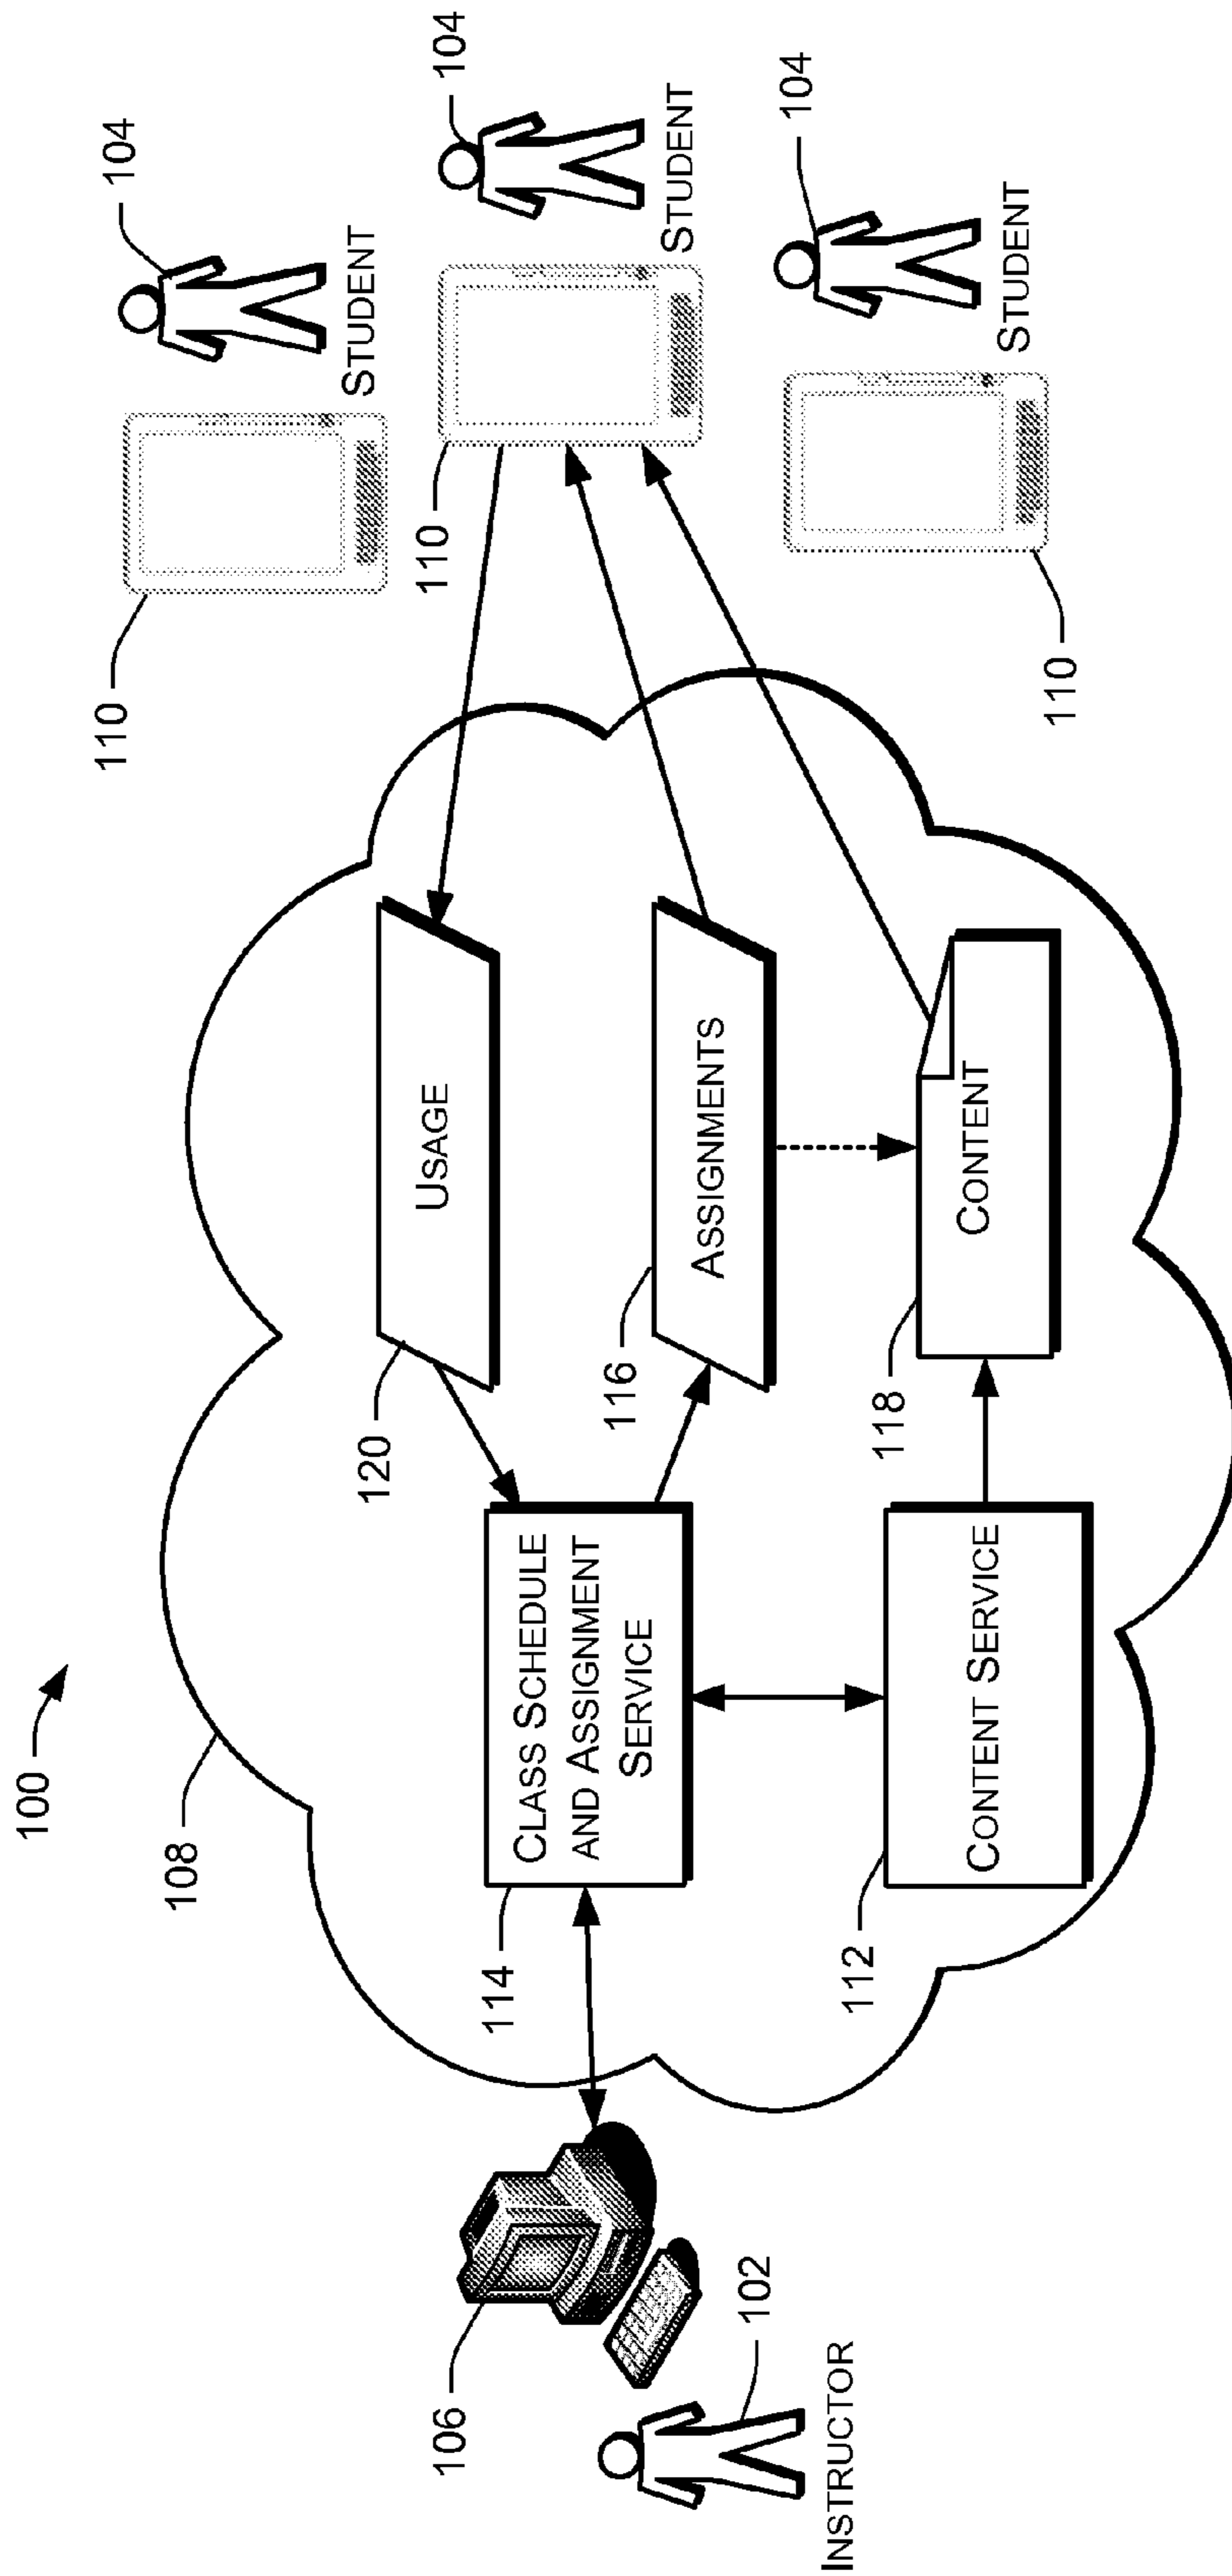 100
108
104
STUDENT
110
104
STUDENT
110
104
STUDENT
110
USAGE
120
ASSIGNMENTS
116
CONTENT
118
CLASS SCHEDULE
AND ASSIGNMENT
SERVICE
114
CONTENT SERVICE
112
106
102
INSTRUCTOR